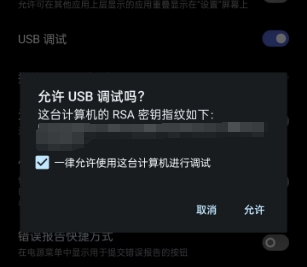 允许可在其他应用上层显示的应用重叠显示在"设置"屏幕上
USB 调试
允许 USB 调试吗?
这台计算机的 RSA 密钥指纹如下:
一律允许使用这台计算机进行调试
取消
允许
错误报告快捷方式
在电源菜单中显示用于提交错误报告的按钮